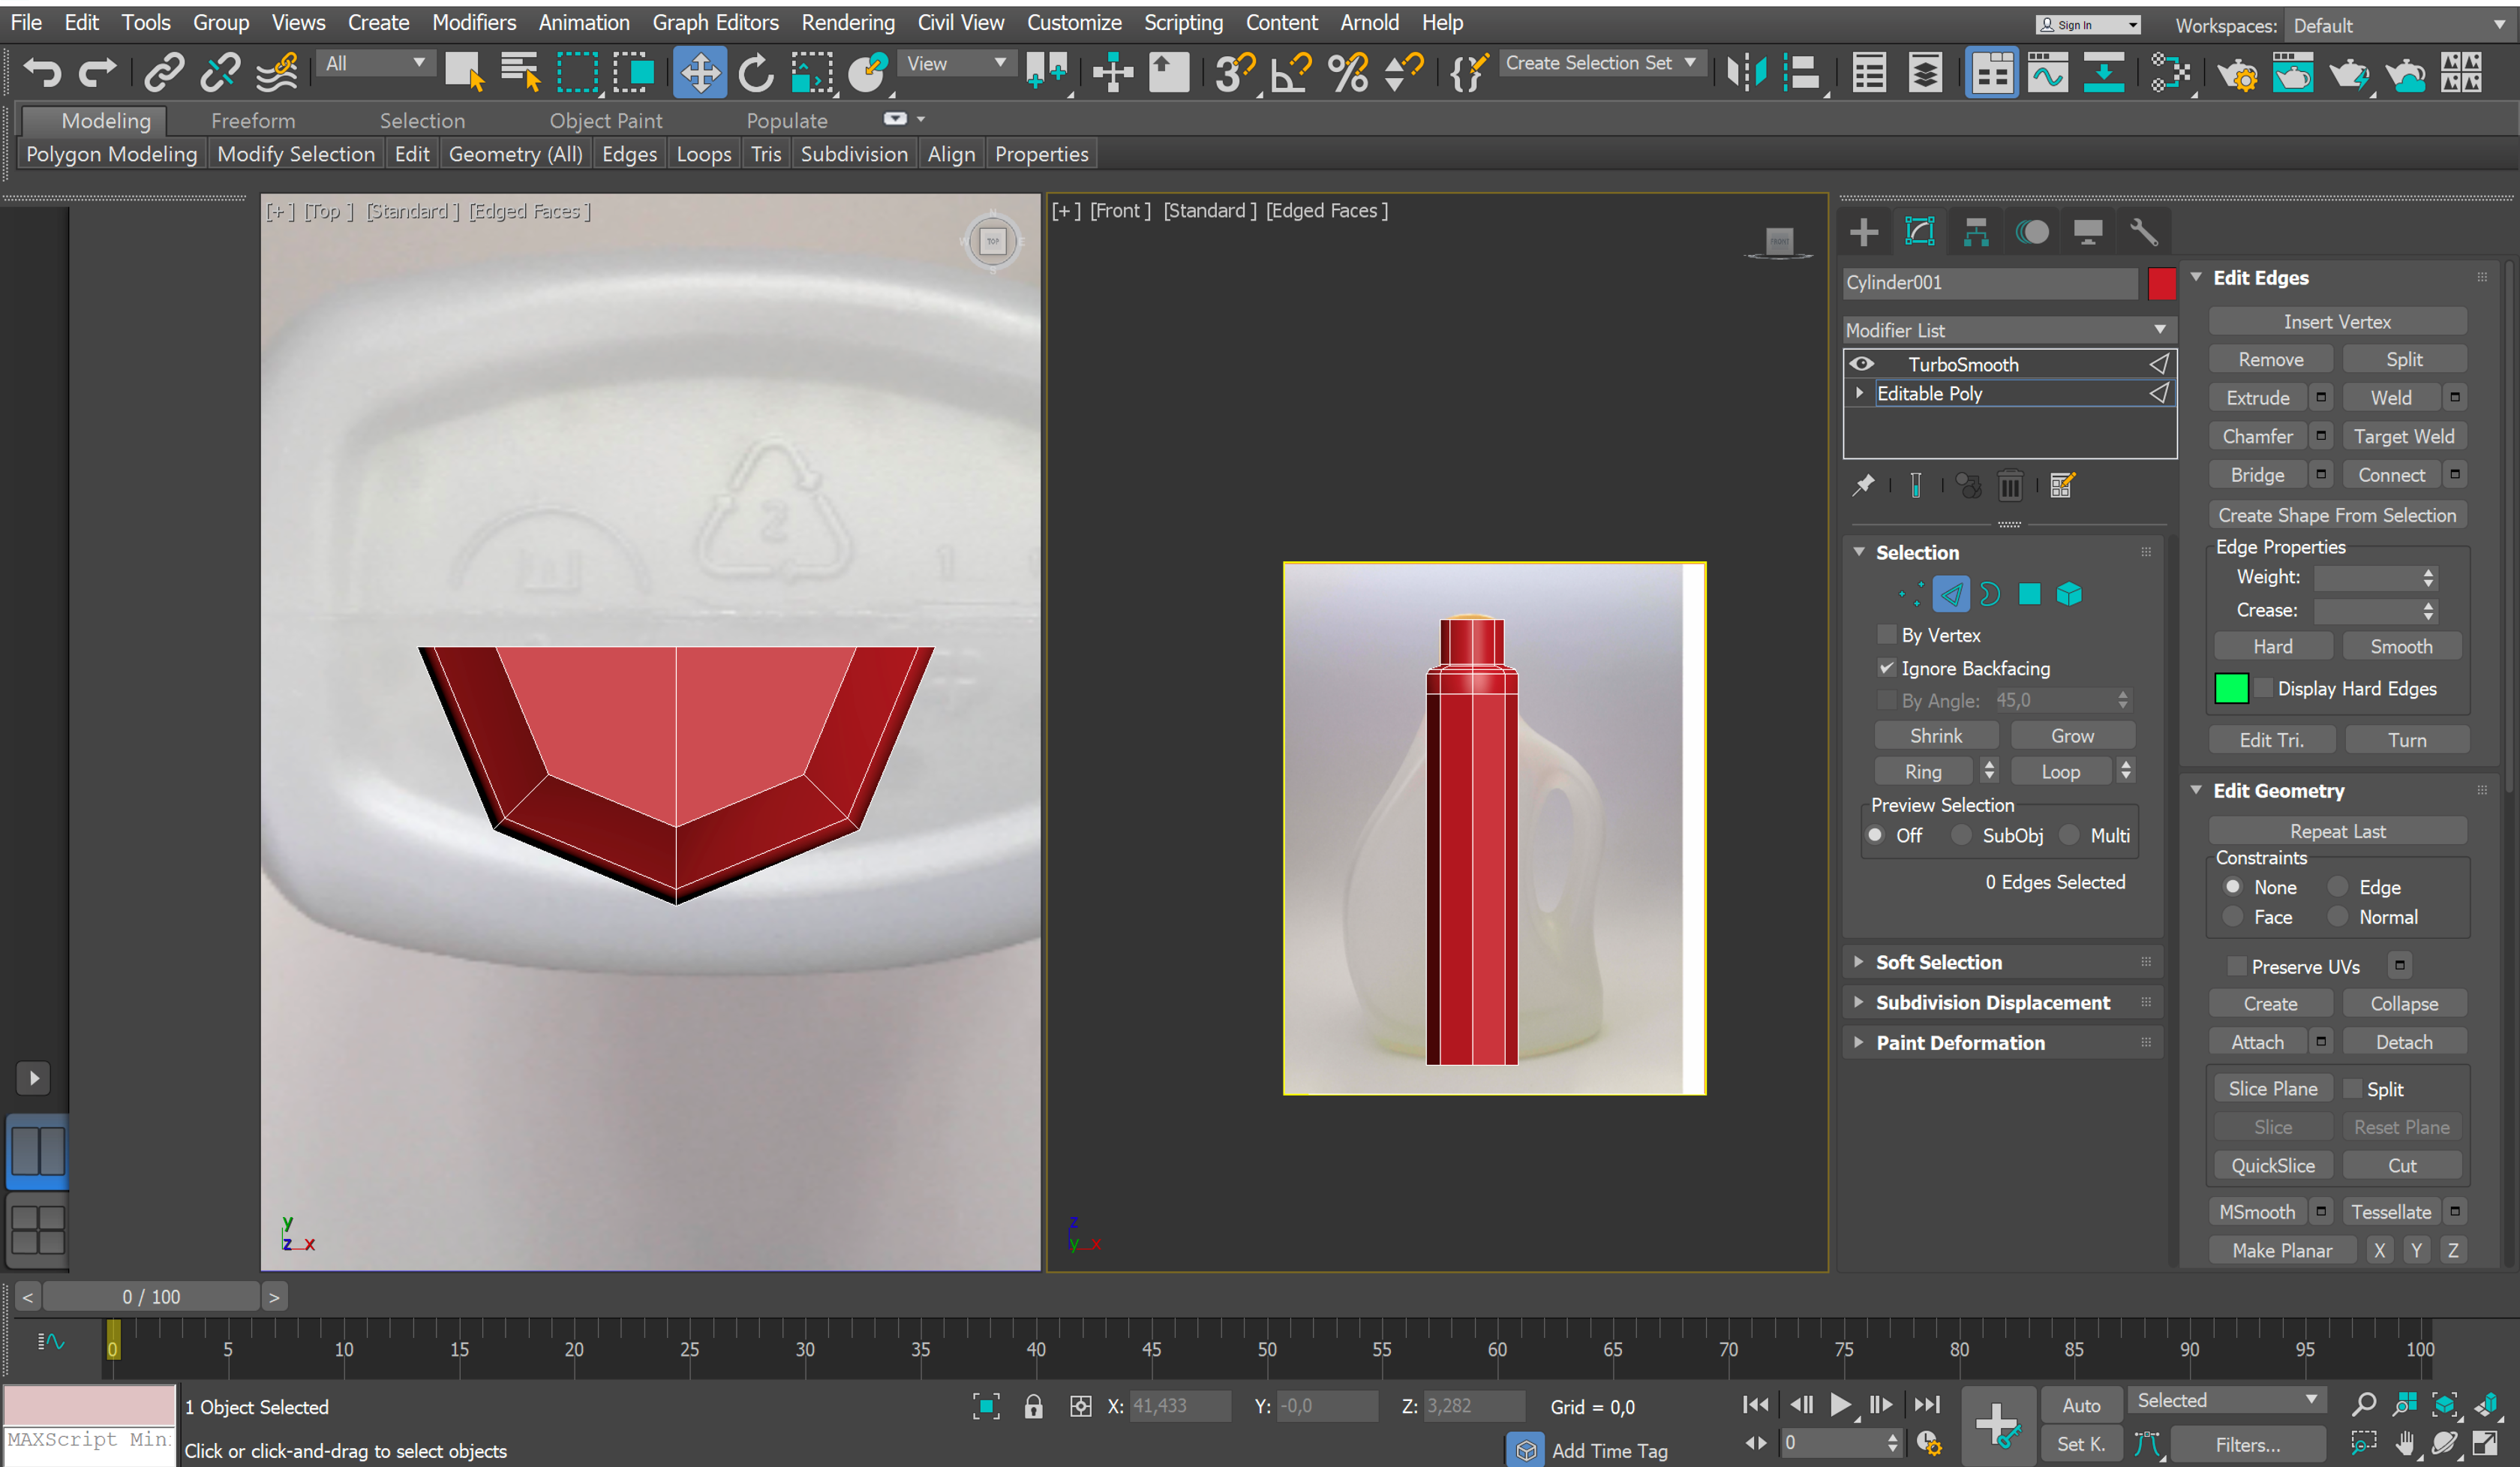 File Edit Tools Group Views Create Modifiers Animation Graph Editors Rendering Civil View Customize Scripting Content Arnold Help
Sign In Workspaces: Default
All View Create Selection Set
Modeling Freeform Selection Object Paint Populate
Polygon Modeling Modify Selection Edit Geometry (All) Edges Loops Tris Subdivision Align Properties
[+] [Top ] [Standard ] [Edged Faces ]
TOP
2
1
y
z x
[+] [Front ] [Standard ] [Edged Faces ]
FRONT
z
y x
Cylinder001
Modifier List
TurboSmooth
Editable Poly
Selection
By Vertex
Ignore Backfacing
By Angle: 45,0
Shrink Grow
Ring Loop
Preview Selection
Off SubObj Multi
0 Edges Selected
Soft Selection
Subdivision Displacement
Paint Deformation
Edit Edges
Insert Vertex
Remove Split
Extrude Weld
Chamfer Target Weld
Bridge Connect
Create Shape From Selection
Edge Properties
Weight:
Crease:
Hard Smooth
Display Hard Edges
Edit Tri. Turn
Edit Geometry
Repeat Last
Constraints
None Edge
Face Normal
Preserve UVs
Create Collapse
Attach Detach
Slice Plane Split
Slice Reset Plane
QuickSlice Cut
MSmooth Tessellate
Make Planar X Y Z
< 0 / 100 >
0 5 10 15 20 25 30 35 40 45 50 55 60 65 70 75 80 85 90 95 100
1 Object Selected X: 41,433 Y: -0,0 Z: 3,282 Grid = 0,0 Auto Selected
MAXScript Min
Click or click-and-drag to select objects Add Time Tag 0 Set K. Filters...